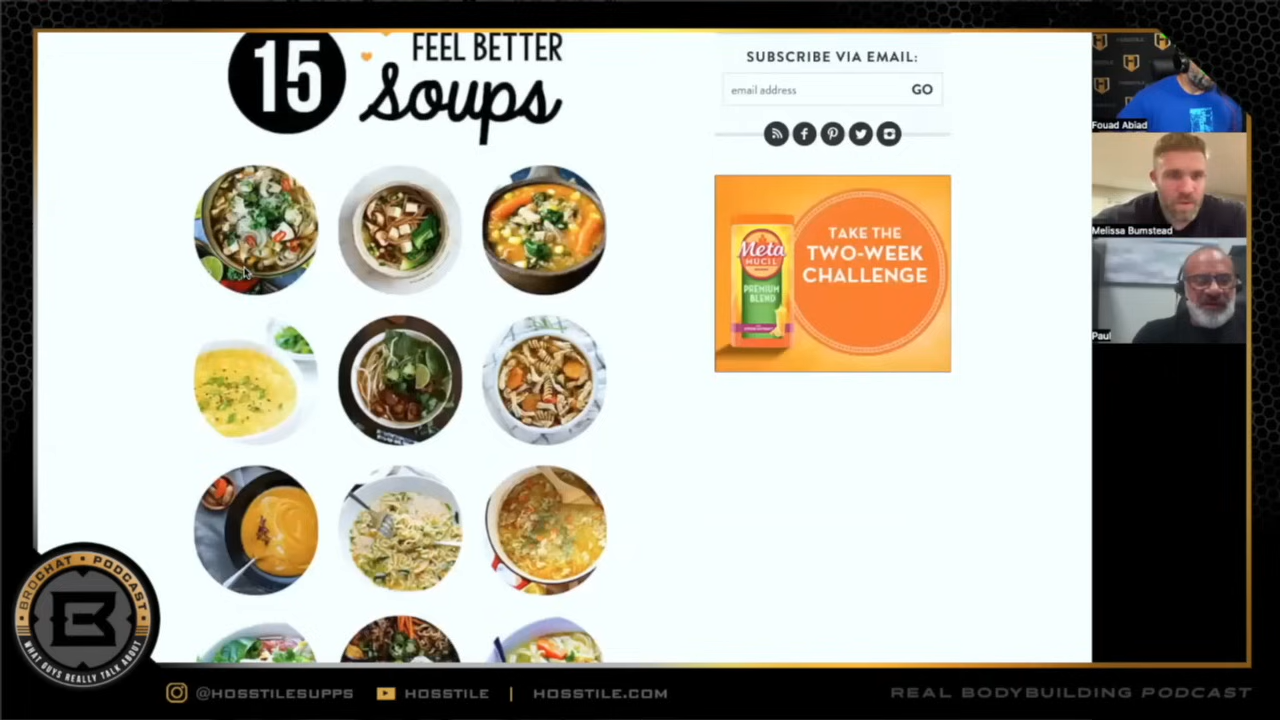 15
FEEL BETTER
Soups
SUBSCRIBE VIA EMAIL:
email address
GO
Meta
MUCIL
PREMIUM
BLEND
TAKE THE
TWO-WEEK
CHALLENGE
Fouad Abiad
Melissa Bumstead
Paul
BROCHAT • PODCAST
WHAT GUYS REALLY TALK ABOUT
@HOSSTILESUPPS
HOSSTILE
|
HOSSTILE.COM
REAL BODYBUILDING PODCAST